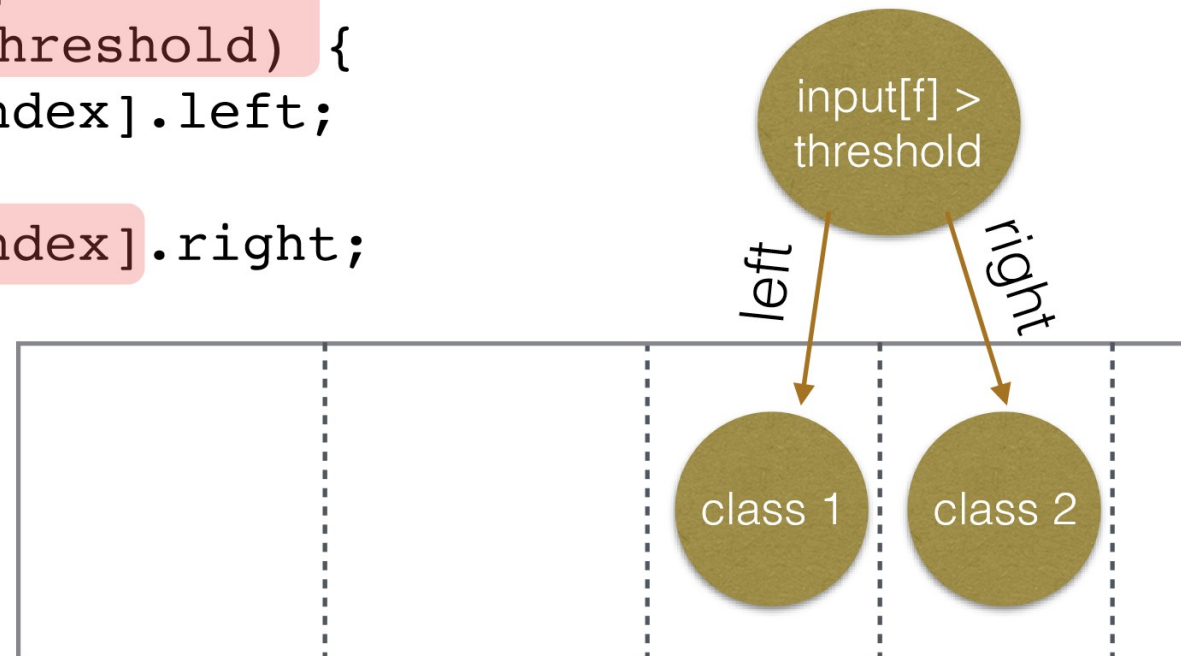 hreshold) {
ndex].left;
ndex].right;
input[f] >
threshold
left
right
class 1
class 2